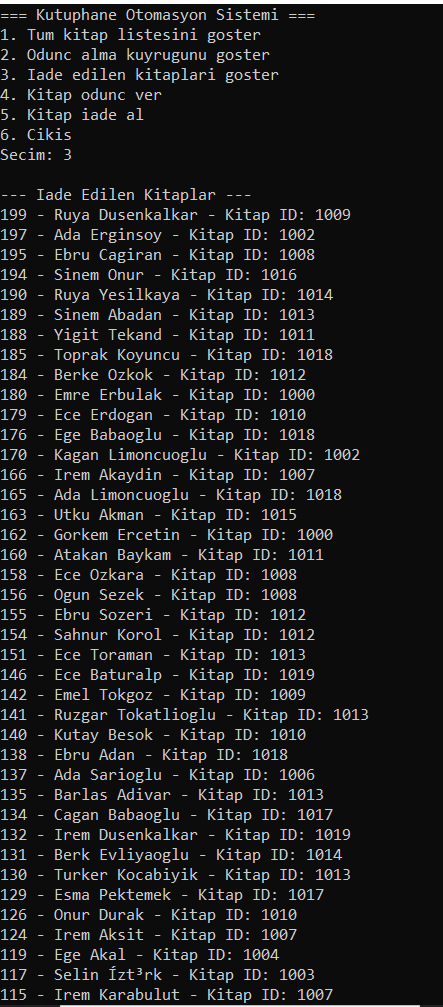 === Kutuphane Otomasyon Sistemi ===
1. Tum kitap listesini goster
2. Odunc alma kuyrugunu goster
3. Iade edilen kitaplari goster
4. Kitap odunc ver
5. Kitap iade al
6. Cikis
Secim: 3
--- Iade Edilen Kitaplar ---
199 - Ruya Dusenkalkar - Kitap ID: 1009
197 - Ada Erginsoy - Kitap ID: 1002
195 - Ebru Cagiran - Kitap ID: 1008
194 - Sinem Onur - Kitap ID: 1016
190 - Ruya Yesilkaya - Kitap ID: 1014
189 - Sinem Abadan - Kitap ID: 1013
188 - Yigit Tekand - Kitap ID: 1011
185 - Toprak Koyuncu - Kitap ID: 1018
184 - Berke Ozkok - Kitap ID: 1012
180 - Emre Erbulak - Kitap ID: 1000
179 - Ece Erdogan - Kitap ID: 1010
176 - Ege Babaoglu - Kitap ID: 1018
170 - Kagan Limoncuoglu - Kitap ID: 1002
166 - Irem Akaydin - Kitap ID: 1007
165 - Ada Limoncuoglu - Kitap ID: 1018
163 - Utku Akman - Kitap ID: 1015
162 - Gorkem Ercetin - Kitap ID: 1000
160 - Atakan Baykam - Kitap ID: 1011
158 - Ece Ozkara - Kitap ID: 1008
156 - Ogun Sezek - Kitap ID: 1008
155 - Ebru Sozeri - Kitap ID: 1012
154 - Sahnur Korol - Kitap ID: 1012
151 - Ece Toraman - Kitap ID: 1013
146 - Ece Baturalp - Kitap ID: 1019
142 - Emel Tokgoz - Kitap ID: 1009
141 - Ruzgar Tokatlioglu - Kitap ID: 1013
140 - Kutay Besok - Kitap ID: 1010
138 - Ebru Adan - Kitap ID: 1018
137 - Ada Sarioglu - Kitap ID: 1006
135 - Barlas Adivar - Kitap ID: 1013
134 - Cagan Babaoglu - Kitap ID: 1017
132 - Irem Dusenkalkar - Kitap ID: 1019
131 - Berk Evliyaoglu - Kitap ID: 1014
130 - Turker Kocabiyik - Kitap ID: 1013
129 - Esma Pektemek - Kitap ID: 1017
126 - Onur Durak - Kitap ID: 1010
124 - Irem Aksit - Kitap ID: 1007
119 - Ege Akal - Kitap ID: 1004
117 - Selin Ízt³rk - Kitap ID: 1003
115 - Irem Karabulut - Kitap ID: 1007